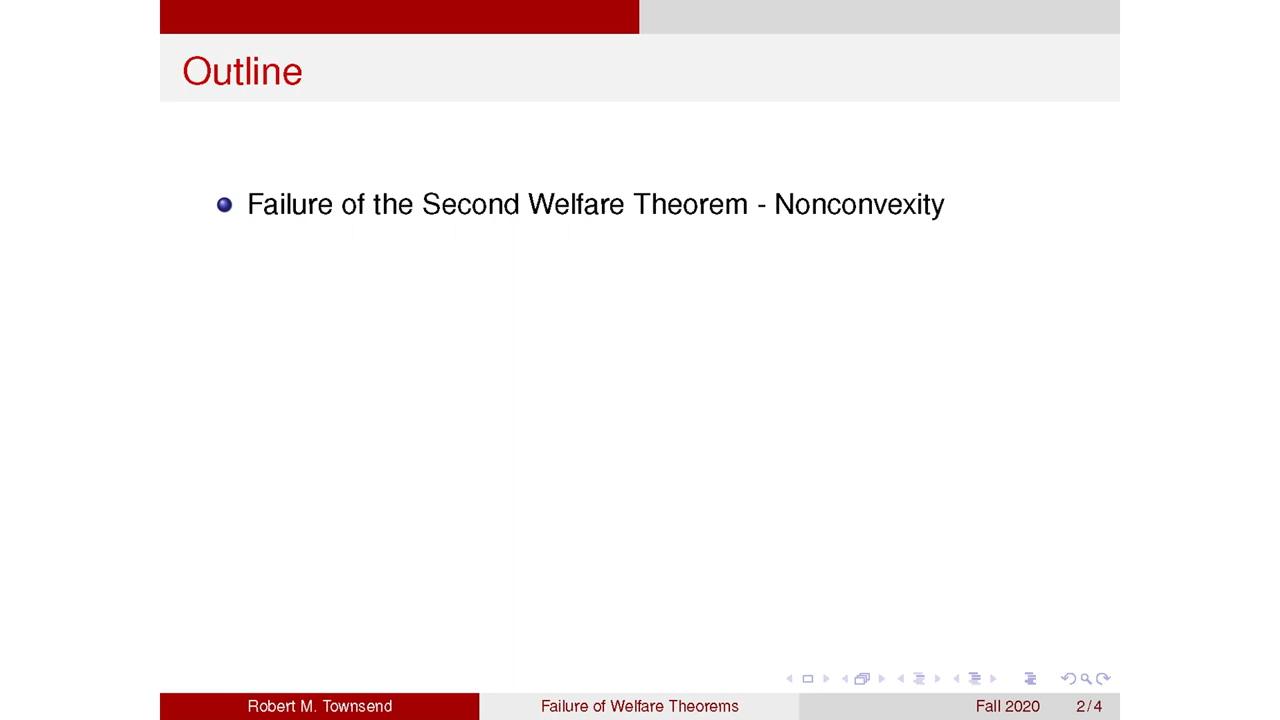 Outline
Failure of the Second Welfare Theorem - Nonconvexity
Robert M. Townsend
Failure of Welfare Theorems
Fall 2020
2/4